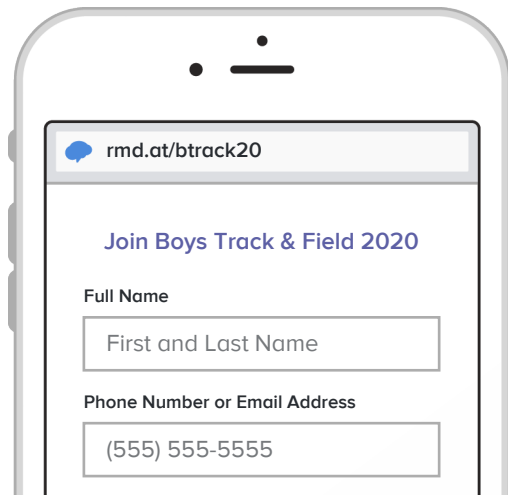 rmd.at/btrack20
Join Boys Track & Field 2020
Full Name
First and Last Name
Phone Number or Email Address
(555) 555-5555